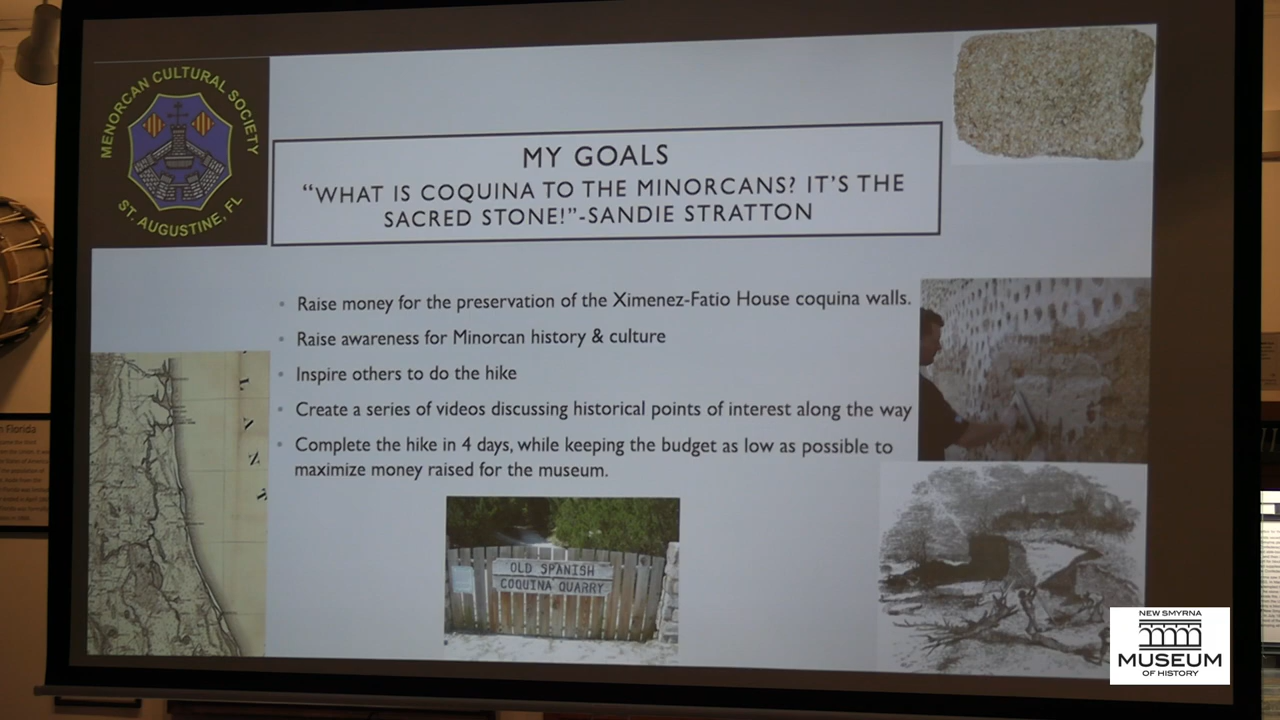 MENORCAN CULTURAL SOCIETY
ST. AUGUSTINE, FL
MY GOALS
“WHAT IS COQUINA TO THE MINORCANS? IT’S THE
SACRED STONE!”-SANDIE STRATTON
• Raise money for the preservation of the Ximenez-Fatio House coquina walls.
• Raise awareness for Minorcan history & culture
• Inspire others to do the hike
• Create a series of videos discussing historical points of interest along the way
• Complete the hike in 4 days, while keeping the budget as low as possible to
maximize money raised for the museum.
L
A
N
T
OLD SPANISH
COQUINA QUARRY
Florida
NEW SMYRNA
MUSEUM
OF HISTORY